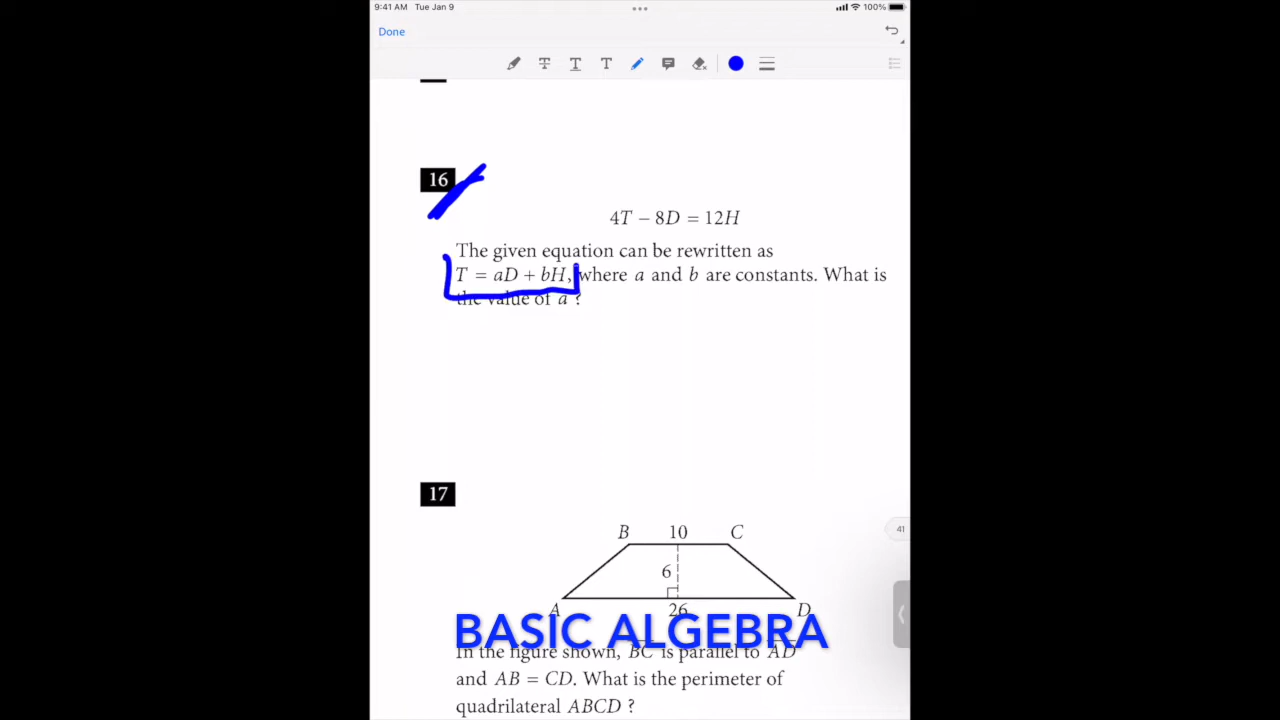 9:41 AM Tue Jan 9
100%
Done
16
4T − 8D = 12H
The given equation can be rewritten as
T = aD + bH, where a and b are constants. What is
the value of a ?
17
B 10 C
6
41
A 26 D
BASIC ALGEBRA
In the figure shown, BC is parallel to AD
and AB = CD. What is the perimeter of
quadrilateral ABCD ?